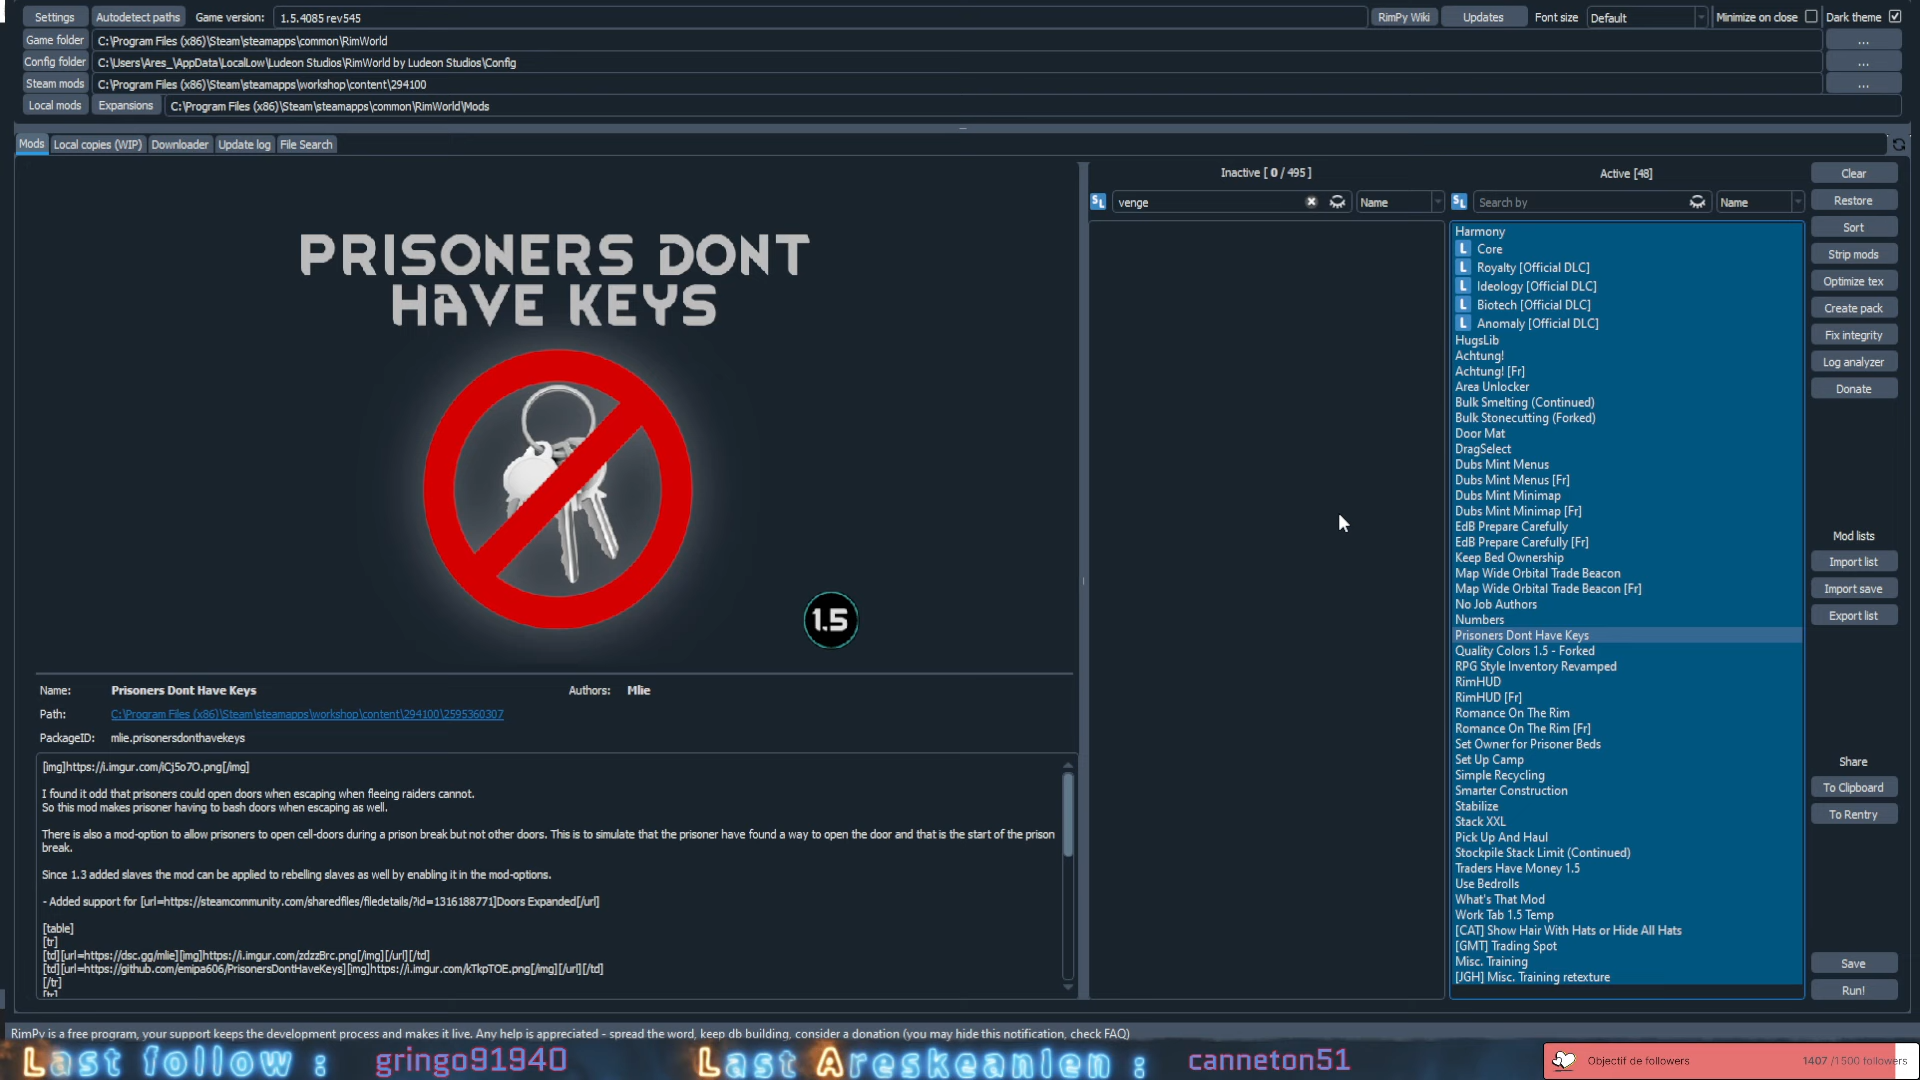 Settings Autodetect paths Game version: 1.5.4085 rev545 RimPy Wiki Updates Font size Default Minimize on close Dark theme
Game folder C:\Program Files (x86)\Steam\steamapps\common\RimWorld ...
Config folder C:\Users\Ares_\AppData\LocalLow\Ludeon Studios\RimWorld by Ludeon Studios\Config ...
Steam mods C:\Program Files (x86)\Steam\steamapps\workshop\content\294100 ...
Local mods Expansions C:\Program Files (x86)\Steam\steamapps\common\RimWorld\Mods
Mods Local copies (WIP) Downloader Update log File Search
PRISONERS DONT
HAVE KEYS
1.5
Name: Prisoners Dont Have Keys Authors: Mlie
Path: C:\Program Files (x86)\Steam\steamapps\workshop\content\294100\2595360307
PackageID: mlie.prisonersdonthavekeys
[img]https://i.imgur.com/iCj5o7O.png[/img]
I found it odd that prisoners could open doors when escaping when fleeing raiders cannot.
So this mod makes prisoner having to bash doors when escaping as well.
There is also a mod-option to allow prisoners to open cell-doors during a prison break but not other doors. This is to simulate that the prisoner have found a way to open the door and that is the start of the prison
break.
Since 1.3 added slaves the mod can be applied to rebelling slaves as well by enabling it in the mod-options.
- Added support for [url=https://steamcommunity.com/sharedfiles/filedetails/?id=1316188771]Doors Expanded[/url]
[table]
[tr]
[td][url=https://dsc.gg/mlie][img]https://i.imgur.com/zdzzBrc.png[/img][/url][/td]
[td][url=https://github.com/emipa606/PrisonersDontHaveKeys][img]https://i.imgur.com/kTkpTOE.png[/img][/url][/td]
[/tr]
[tr]
Inactive [ 0 / 495 ]
SL venge Name
Active [48]
SL Search by Name
Harmony
L Core
L Royalty [Official DLC]
L Ideology [Official DLC]
L Biotech [Official DLC]
L Anomaly [Official DLC]
HugsLib
Achtung!
Achtung! [Fr]
Area Unlocker
Bulk Smelting (Continued)
Bulk Stonecutting (Forked)
Door Mat
DragSelect
Dubs Mint Menus
Dubs Mint Menus [Fr]
Dubs Mint Minimap
Dubs Mint Minimap [Fr]
EdB Prepare Carefully
EdB Prepare Carefully [Fr]
Keep Bed Ownership
Map Wide Orbital Trade Beacon
Map Wide Orbital Trade Beacon [Fr]
No Job Authors
Numbers
Prisoners Dont Have Keys
Quality Colors 1.5 - Forked
RPG Style Inventory Revamped
RimHUD
RimHUD [Fr]
Romance On The Rim
Romance On The Rim [Fr]
Set Owner for Prisoner Beds
Set Up Camp
Simple Recycling
Smarter Construction
Stabilize
Stack XXL
Pick Up And Haul
Stockpile Stack Limit (Continued)
Traders Have Money 1.5
Use Bedrolls
What's That Mod
Work Tab 1.5 Temp
[CAT] Show Hair With Hats or Hide All Hats
[GMT] Trading Spot
Misc. Training
[JGH] Misc. Training retexture
Clear
Restore
Sort
Strip mods
Optimize tex
Create pack
Fix integrity
Log analyzer
Donate
Mod lists
Import list
Import save
Export list
Share
To Clipboard
To Rentry
Save
Run!
RimPy is a free program, your support keeps the development process and makes it live. Any help is appreciated - spread the word, keep db building, consider a donation (you may hide this notification, check FAQ)
Last follow : gringo91940 Last Areskeanien : canneton51 Objectif de followers 1407 /1500 followers